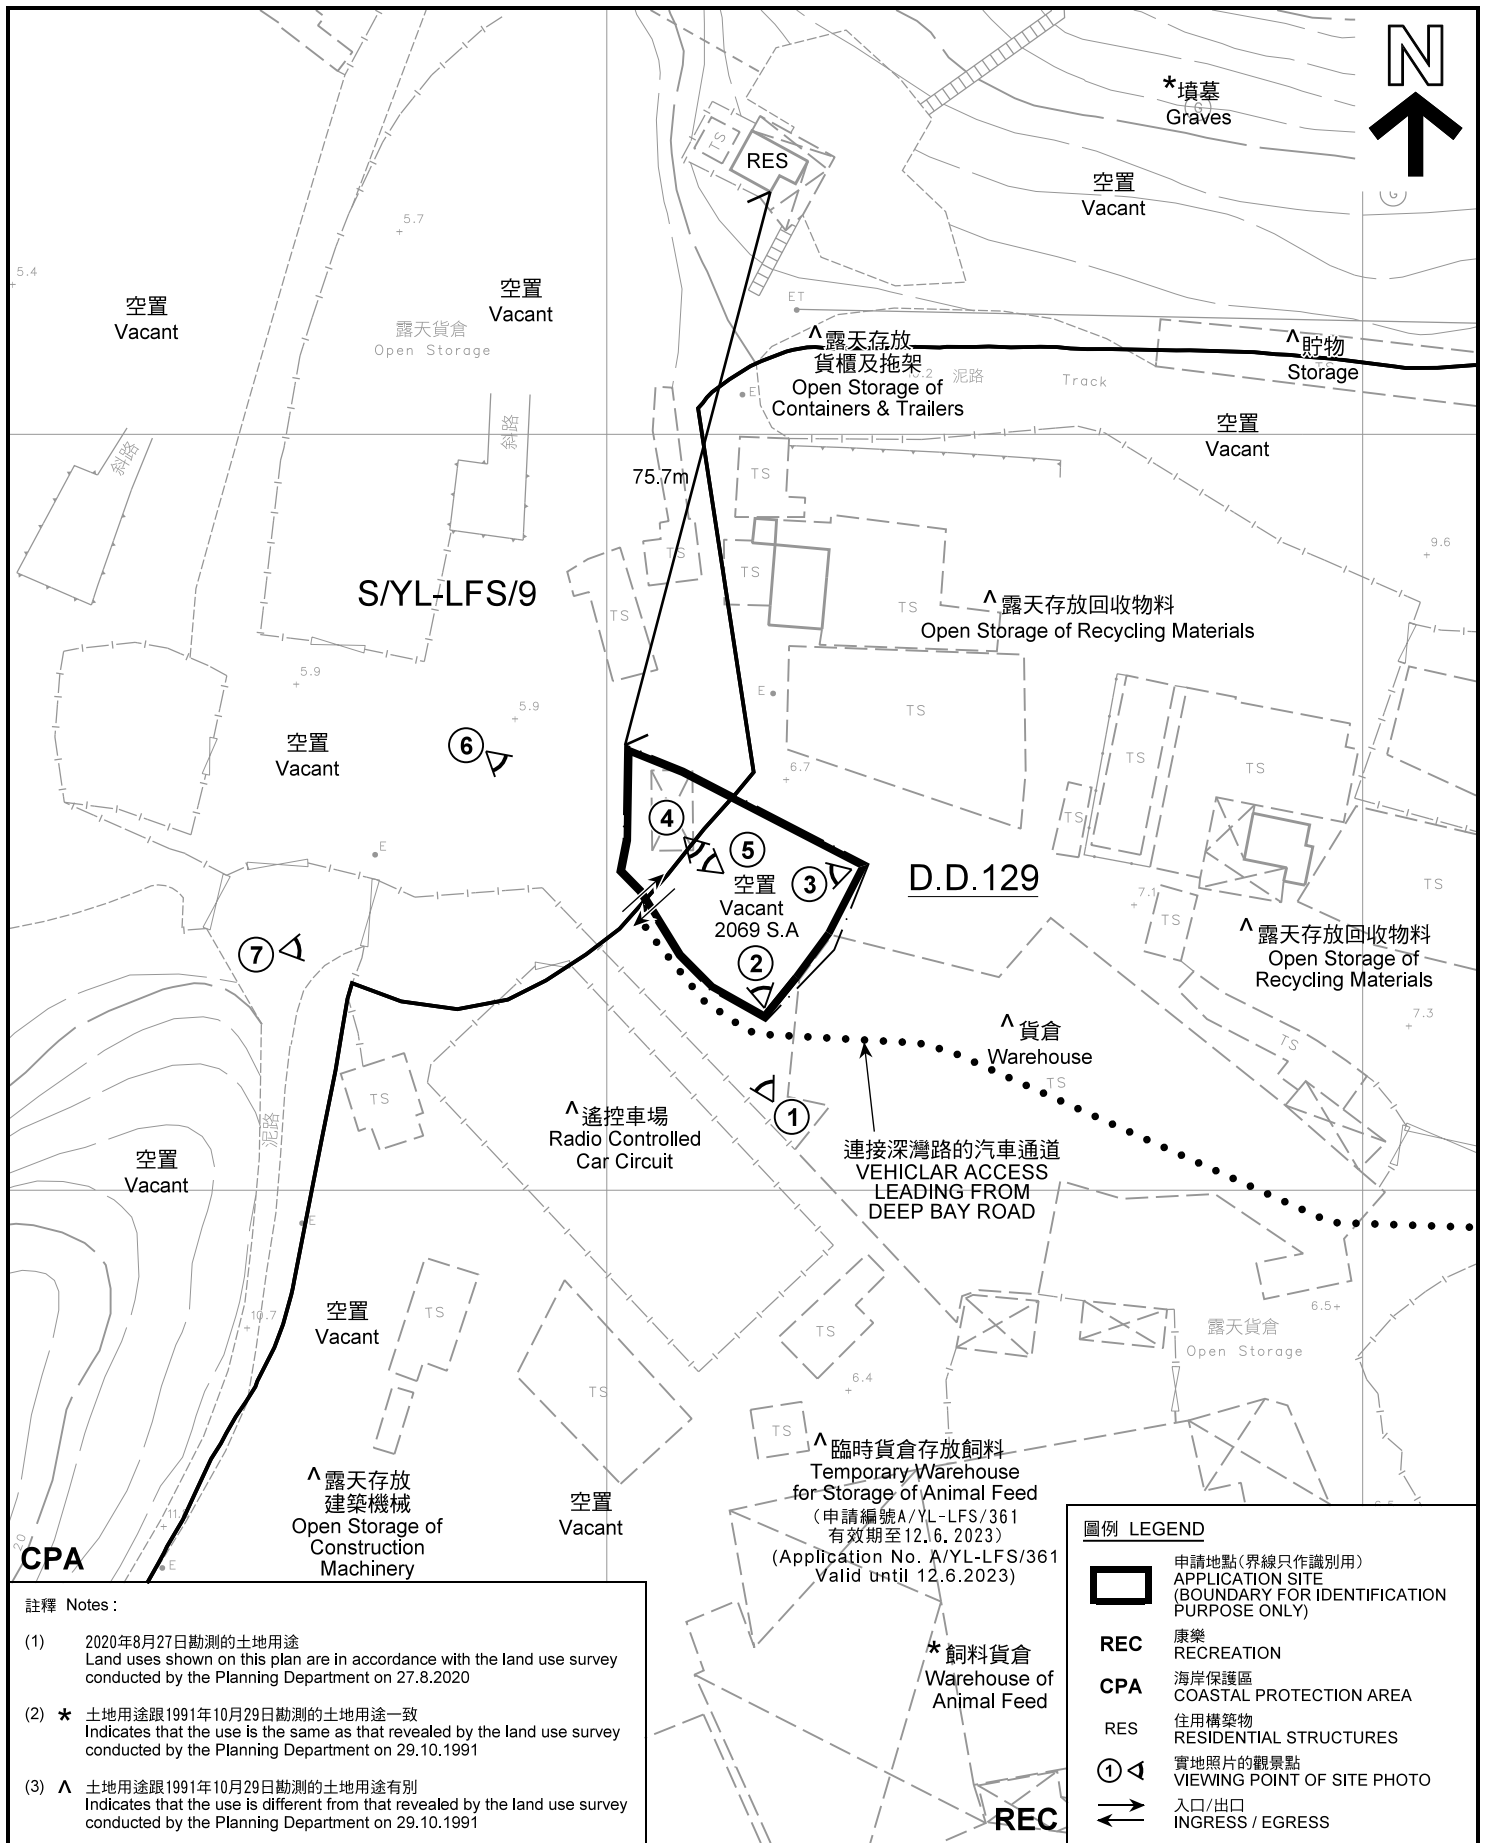 N
*墳墓
Graves
G
G
TS
RES
空置
Vacant
5.7
5.4
空置
Vacant
空置
Vacant
露天貨倉
Open Storage
ET
^露天存放
貨櫃及拖架
Open Storage of
Containers & Trailers
泥路
Track
^貯物
Storage
TS
E
空置
Vacant
斜路
斜路
75.7m
TS
TS
TS
TS
TS
9.6
S/YL-LFS/9
^露天存放回收物料
Open Storage of Recycling Materials
5.9
5.9
E
TS
空置
Vacant
6
6.7
TS
TS
TS
4
5
3
空置
Vacant
2069 S.A
2
D.D.129
E
7.1
TS
TS
7
^露天存放回收物料
Open Storage of
Recycling Materials
7.3
^貨倉
Warehouse
TS
TS
TS
泥路
1
^遙控車場
Radio Controlled
Car Circuit
連接深灣路的汽車通道
VEHICLAR ACCESS
LEADING FROM
DEEP BAY ROAD
空置
Vacant
E
10.7
空置
Vacant
TS
TS
6.5
露天貨倉
Open Storage
TS
6.4
TS
^臨時貨倉存放飼料
Temporary Warehouse
for Storage of Animal Feed
(申請編號A/YL-LFS/361
有效期至12.6.2023)
(Application No. A/YL-LFS/361
Valid until 12.6.2023)
^露天存放
建築機械
Open Storage of
Construction
Machinery
空置
Vacant
20
E
CPA
*飼料貨倉
Warehouse of
Animal Feed
REC
註釋 Notes :
(1) 2020年8月27日勘測的土地用途
Land uses shown on this plan are in accordance with the land use survey
conducted by the Planning Department on 27.8.2020
(2) * 土地用途跟1991年10月29日勘測的土地用途一致
Indicates that the use is the same as that revealed by the land use survey
conducted by the Planning Department on 29.10.1991
(3) ^ 土地用途跟1991年10月29日勘測的土地用途有別
Indicates that the use is different from that revealed by the land use survey
conducted by the Planning Department on 29.10.1991
圖例 LEGEND
申請地點(界線只作識別用)
APPLICATION SITE
(BOUNDARY FOR IDENTIFICATION
PURPOSE ONLY)
REC 康樂
RECREATION
CPA 海岸保護區
COASTAL PROTECTION AREA
RES 住用構築物
RESIDENTIAL STRUCTURES
1 實地照片的觀景點
VIEWING POINT OF SITE PHOTO
入口/出口
INGRESS / EGRESS